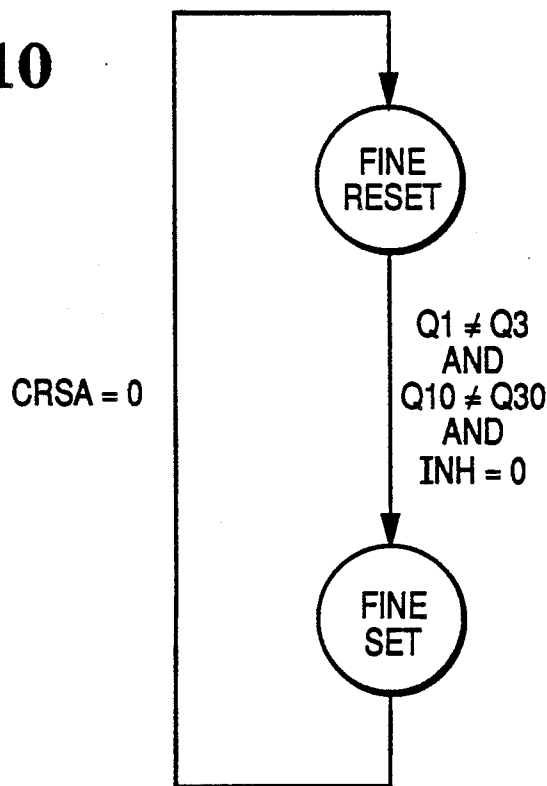 10
FINE
RESET
Q1 ≠ Q3
AND
Q10 ≠ Q30
AND
INH = 0
CRSA = 0
FINE
SET